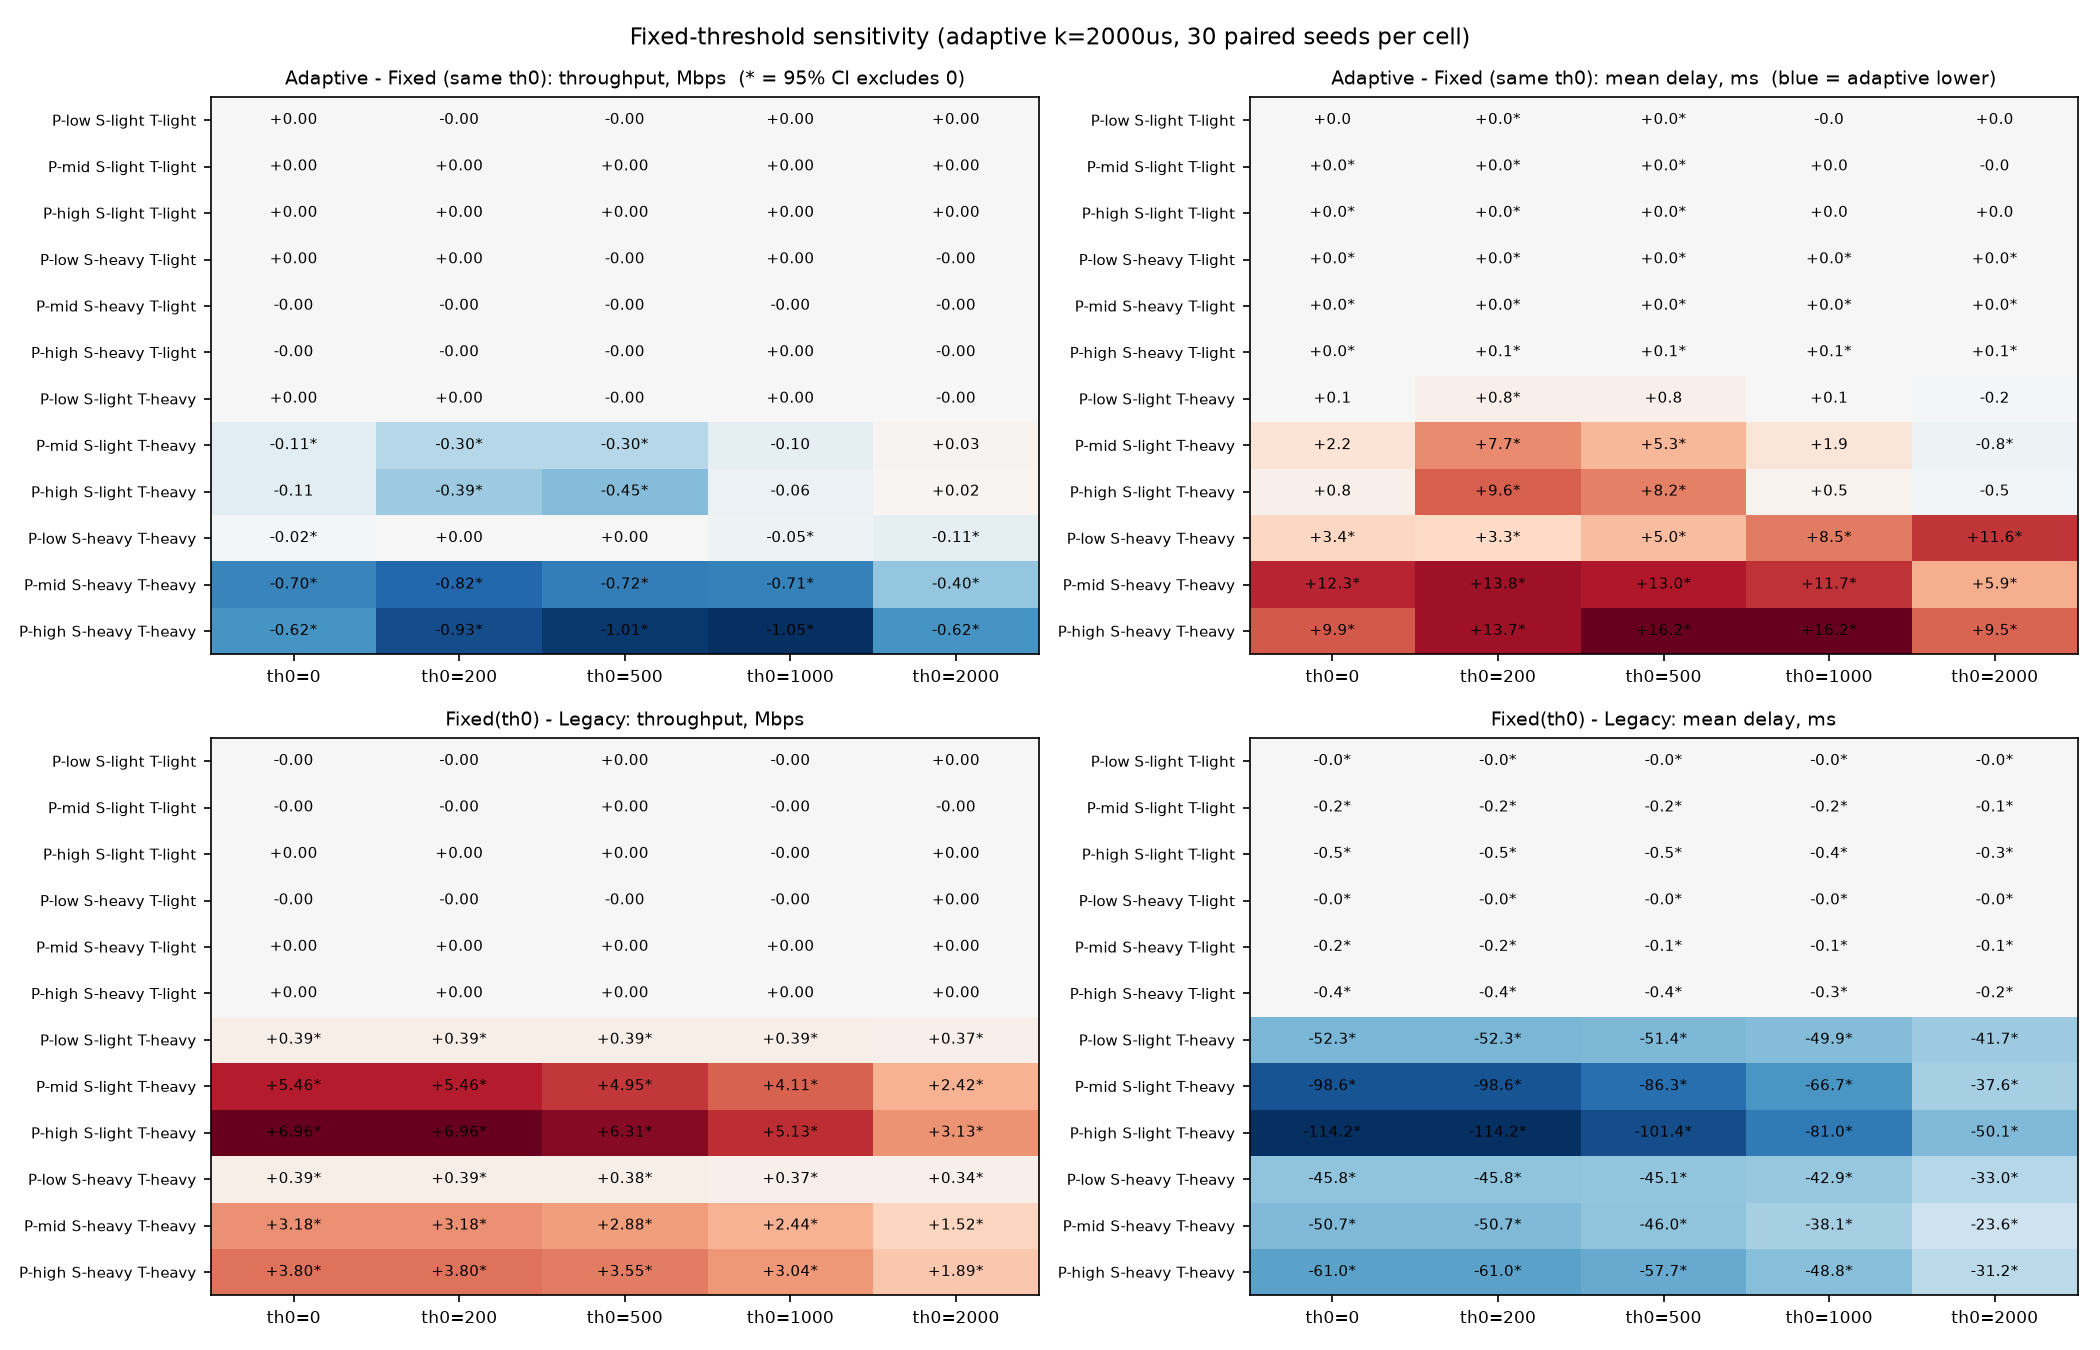 Fixed-threshold sensitivity (adaptive k=2000us, 30 paired seeds per cell)
Adaptive - Fixed (same th0): throughput, Mbps  (* = 95% CI excludes 0)
P-low S-light T-light +0.00 -0.00 -0.00 +0.00 +0.00
P-mid S-light T-light +0.00 +0.00 +0.00 +0.00 +0.00
P-high S-light T-light +0.00 +0.00 +0.00 +0.00 +0.00
P-low S-heavy T-light +0.00 +0.00 -0.00 +0.00 -0.00
P-mid S-heavy T-light -0.00 -0.00 -0.00 -0.00 -0.00
P-high S-heavy T-light -0.00 -0.00 -0.00 +0.00 -0.00
P-low S-light T-heavy +0.00 +0.00 -0.00 +0.00 -0.00
P-mid S-light T-heavy -0.11* -0.30* -0.30* -0.10 +0.03
P-high S-light T-heavy -0.11 -0.39* -0.45* -0.06 +0.02
P-low S-heavy T-heavy -0.02* +0.00 +0.00 -0.05* -0.11*
P-mid S-heavy T-heavy -0.70* -0.82* -0.72* -0.71* -0.40*
P-high S-heavy T-heavy -0.62* -0.93* -1.01* -1.05* -0.62*
th0=0 th0=200 th0=500 th0=1000 th0=2000
Adaptive - Fixed (same th0): mean delay, ms  (blue = adaptive lower)
P-low S-light T-light +0.0 +0.0* +0.0* -0.0 +0.0
P-mid S-light T-light +0.0* +0.0* +0.0* +0.0 -0.0
P-high S-light T-light +0.0* +0.0* +0.0* +0.0 +0.0
P-low S-heavy T-light +0.0* +0.0* +0.0* +0.0* +0.0*
P-mid S-heavy T-light +0.0* +0.0* +0.0* +0.0* +0.0*
P-high S-heavy T-light +0.0* +0.1* +0.1* +0.1* +0.1*
P-low S-light T-heavy +0.1 +0.8* +0.8 +0.1 -0.2
P-mid S-light T-heavy +2.2 +7.7* +5.3* +1.9 -0.8*
P-high S-light T-heavy +0.8 +9.6* +8.2* +0.5 -0.5
P-low S-heavy T-heavy +3.4* +3.3* +5.0* +8.5* +11.6*
P-mid S-heavy T-heavy +12.3* +13.8* +13.0* +11.7* +5.9*
P-high S-heavy T-heavy +9.9* +13.7* +16.2* +16.2* +9.5*
th0=0 th0=200 th0=500 th0=1000 th0=2000
Fixed(th0) - Legacy: throughput, Mbps
P-low S-light T-light -0.00 -0.00 +0.00 -0.00 +0.00
P-mid S-light T-light -0.00 -0.00 +0.00 -0.00 -0.00
P-high S-light T-light +0.00 +0.00 +0.00 -0.00 +0.00
P-low S-heavy T-light -0.00 -0.00 -0.00 -0.00 +0.00
P-mid S-heavy T-light +0.00 +0.00 +0.00 +0.00 +0.00
P-high S-heavy T-light +0.00 +0.00 +0.00 +0.00 +0.00
P-low S-light T-heavy +0.39* +0.39* +0.39* +0.39* +0.37*
P-mid S-light T-heavy +5.46* +5.46* +4.95* +4.11* +2.42*
P-high S-light T-heavy +6.96* +6.96* +6.31* +5.13* +3.13*
P-low S-heavy T-heavy +0.39* +0.39* +0.38* +0.37* +0.34*
P-mid S-heavy T-heavy +3.18* +3.18* +2.88* +2.44* +1.52*
P-high S-heavy T-heavy +3.80* +3.80* +3.55* +3.04* +1.89*
th0=0 th0=200 th0=500 th0=1000 th0=2000
Fixed(th0) - Legacy: mean delay, ms
P-low S-light T-light -0.0* -0.0* -0.0* -0.0* -0.0*
P-mid S-light T-light -0.2* -0.2* -0.2* -0.2* -0.1*
P-high S-light T-light -0.5* -0.5* -0.5* -0.4* -0.3*
P-low S-heavy T-light -0.0* -0.0* -0.0* -0.0* -0.0*
P-mid S-heavy T-light -0.2* -0.2* -0.1* -0.1* -0.1*
P-high S-heavy T-light -0.4* -0.4* -0.4* -0.3* -0.2*
P-low S-light T-heavy -52.3* -52.3* -51.4* -49.9* -41.7*
P-mid S-light T-heavy -98.6* -98.6* -86.3* -66.7* -37.6*
P-high S-light T-heavy -114.2* -114.2* -101.4* -81.0* -50.1*
P-low S-heavy T-heavy -45.8* -45.8* -45.1* -42.9* -33.0*
P-mid S-heavy T-heavy -50.7* -50.7* -46.0* -38.1* -23.6*
P-high S-heavy T-heavy -61.0* -61.0* -57.7* -48.8* -31.2*
th0=0 th0=200 th0=500 th0=1000 th0=2000